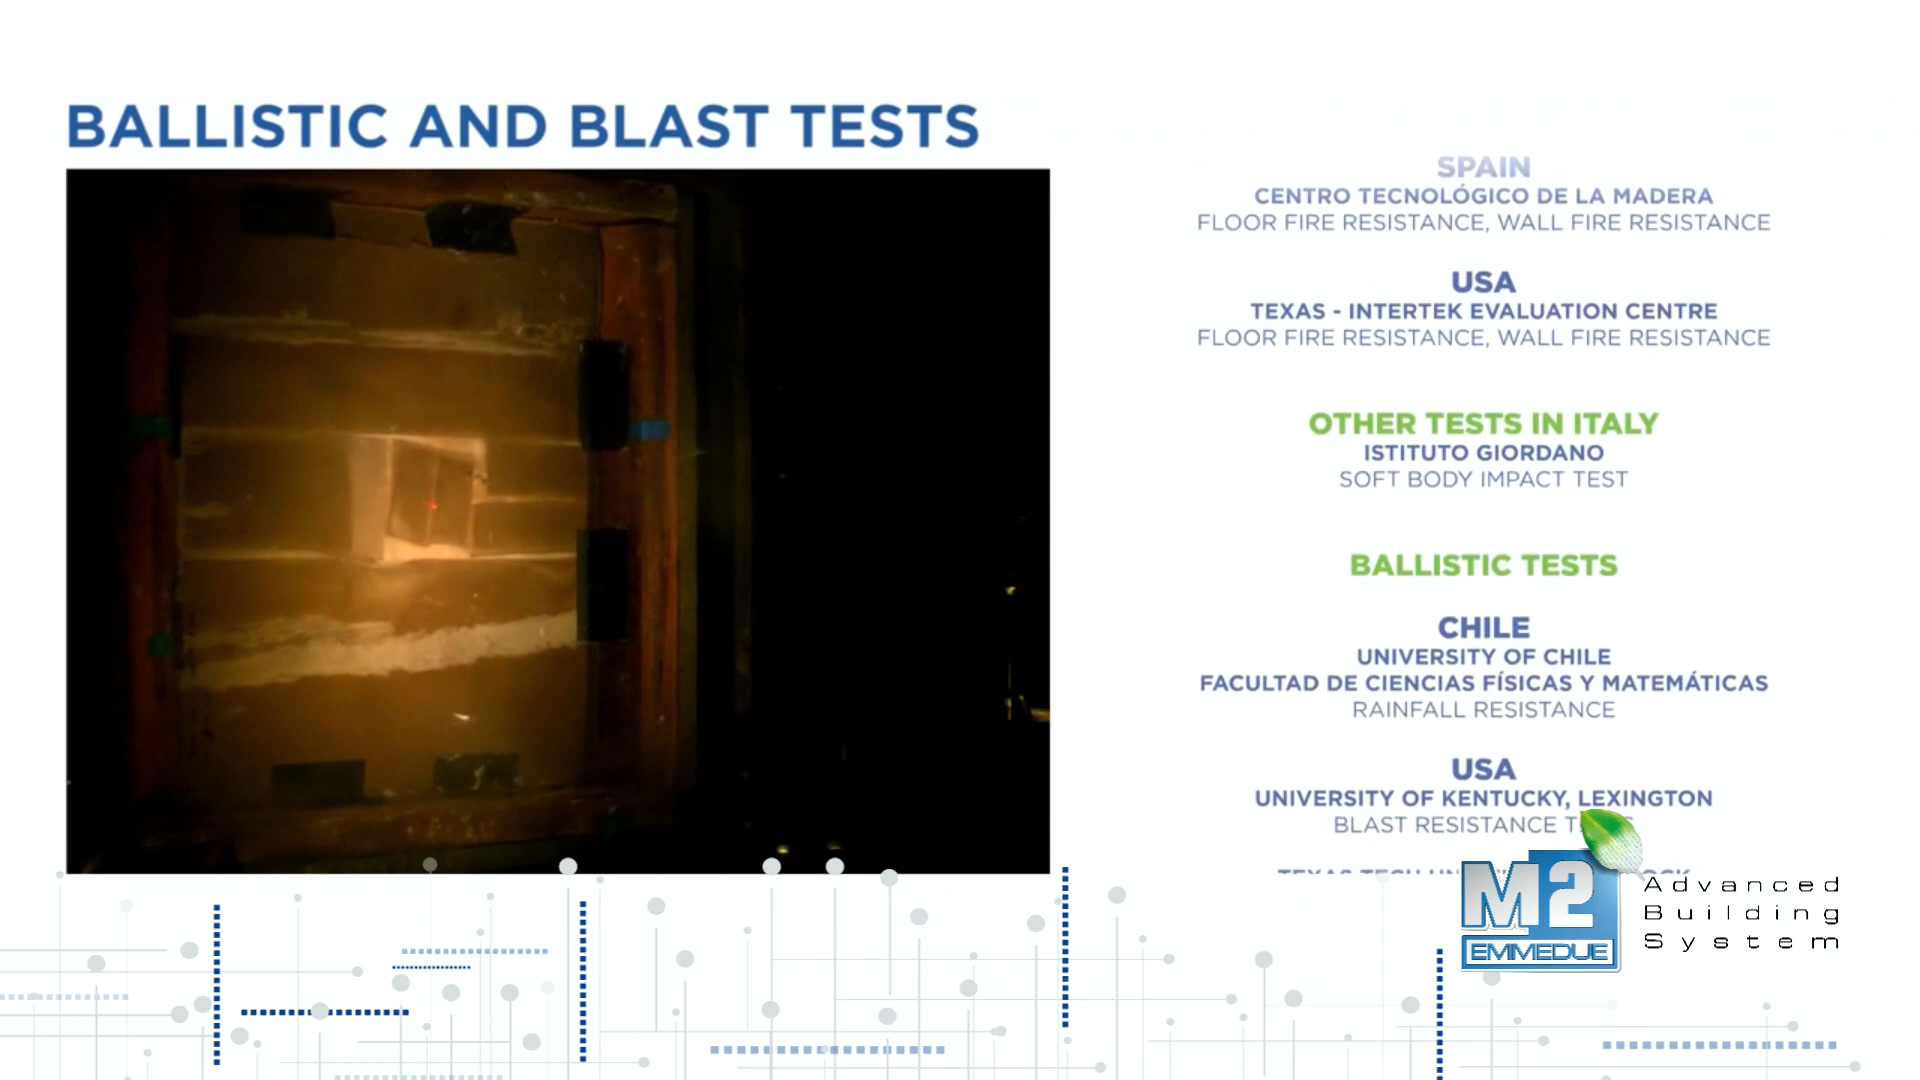 BALLISTIC AND BLAST TESTS
SPAIN
CENTRO TECNOLÓGICO DE LA MADERA
FLOOR FIRE RESISTANCE, WALL FIRE RESISTANCE
USA
TEXAS - INTERTEK EVALUATION CENTRE
FLOOR FIRE RESISTANCE, WALL FIRE RESISTANCE
OTHER TESTS IN ITALY
ISTITUTO GIORDANO
SOFT BODY IMPACT TEST
BALLISTIC TESTS
CHILE
UNIVERSITY OF CHILE
FACULTAD DE CIENCIAS FÍSICAS Y MATEMÁTICAS
RAINFALL RESISTANCE
USA
UNIVERSITY OF KENTUCKY, LEXINGTON
BLAST RESISTANCE
TEXAS TECH
M2
EMMEDUE
Advanced
Building
System